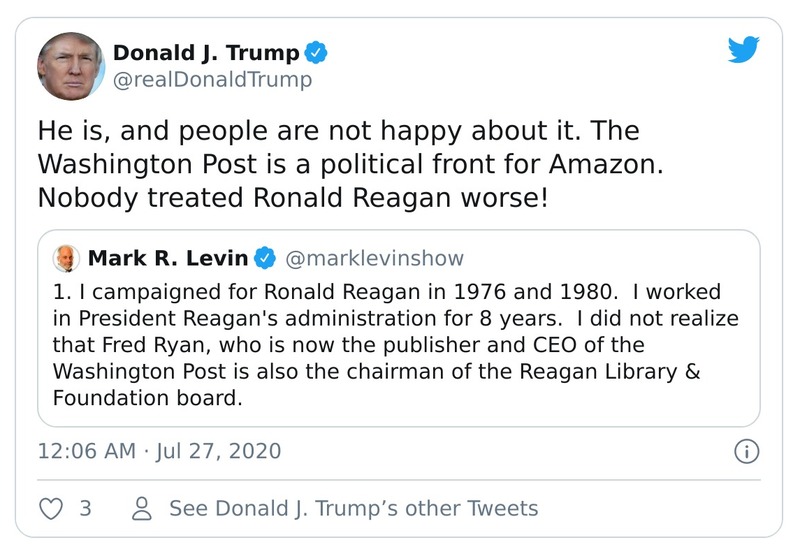 Donald J. Trump
@realDonaldTrump
He is, and people are not happy about it. The
Washington Post is a political front for Amazon.
Nobody treated Ronald Reagan worse!
Mark R. Levin @marklevinshow
1. I campaigned for Ronald Reagan in 1976 and 1980.  I worked
in President Reagan's administration for 8 years.  I did not realize
that Fred Ryan, who is now the publisher and CEO of the
Washington Post is also the chairman of the Reagan Library &
Foundation board.
12:06 AM · Jul 27, 2020
3 See Donald J. Trump’s other Tweets